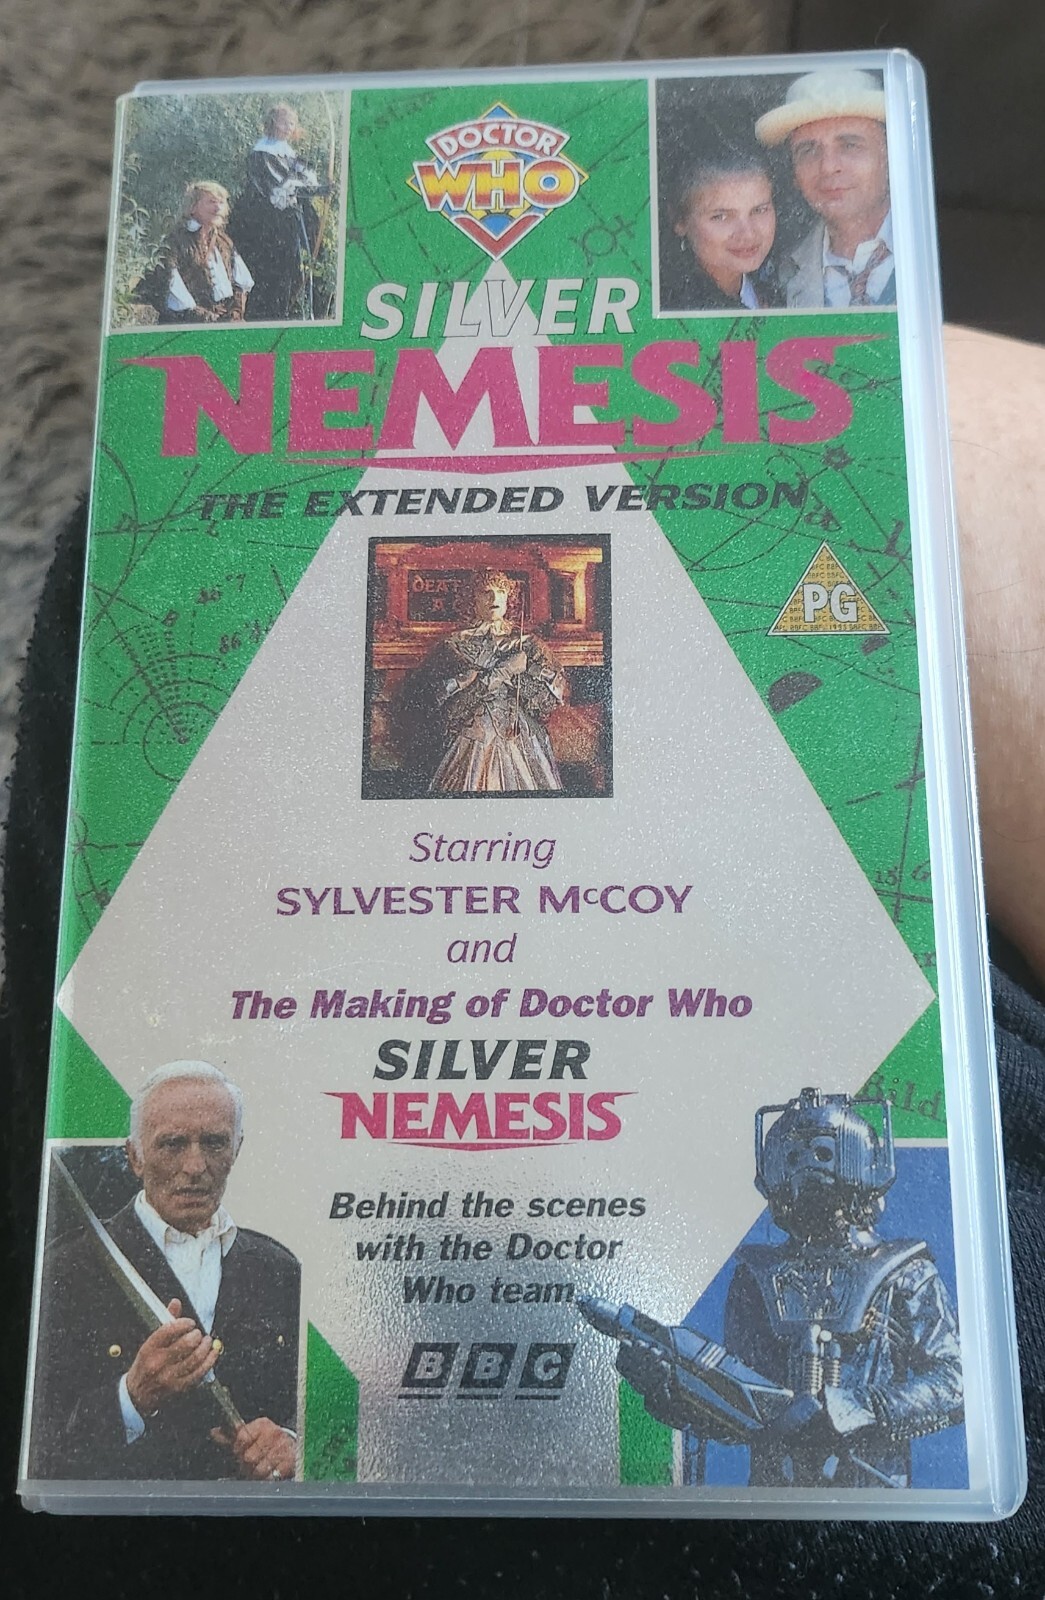 DOCTOR
WHO
SILVER
NEMESIS
THE EXTENDED VERSION
PG
Starring
SYLVESTER McCOY
and
The Making of Doctor Who
SILVER
NEMESIS
Behind the scenes
with the Doctor
Who team
BBC